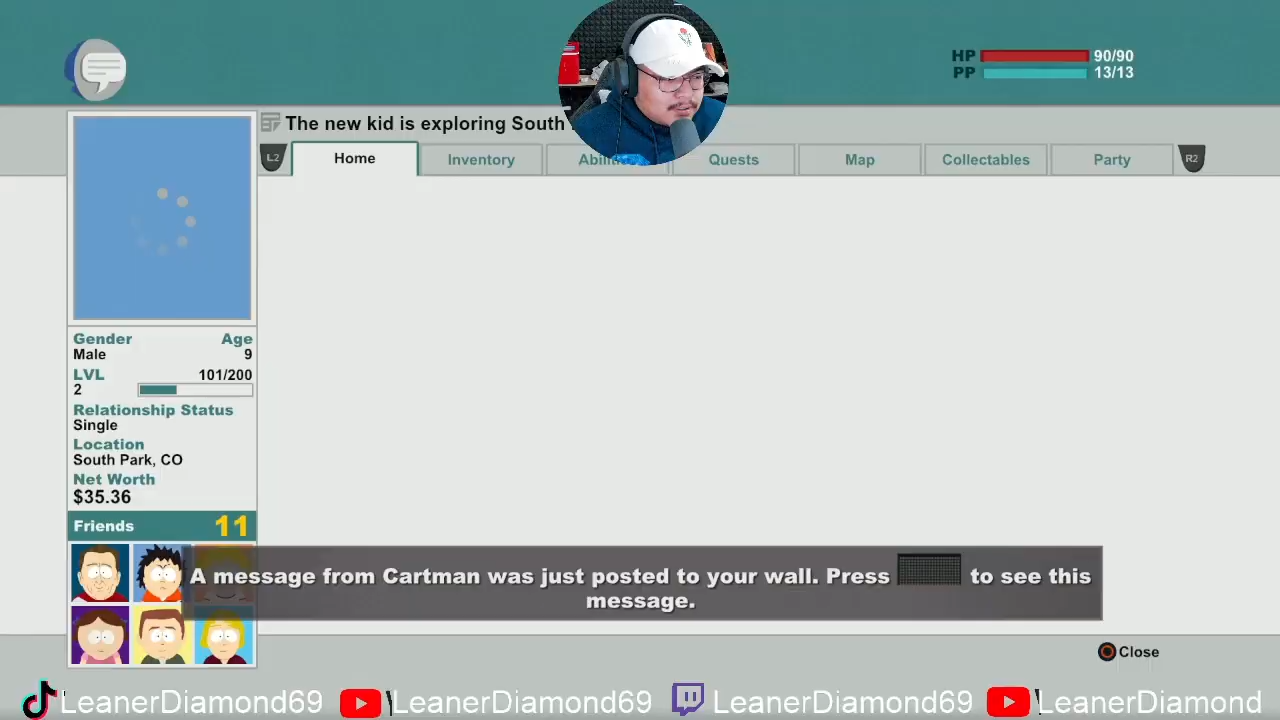 HP 90/90
PP 13/13
The new kid is exploring South
L2 Home Inventory Quests Map Collectables Party R2
Gender Age
Male 9
LVL 101/200
2
Relationship Status
Single
Location
South Park, CO
Net Worth
$35.36
Friends 11
A message from Cartman was just posted to your wall. Press to see this
message.
Close
LeanerDiamond69 \LeanerDiamond69 LeanerDiamond69 \LeanerDiamond